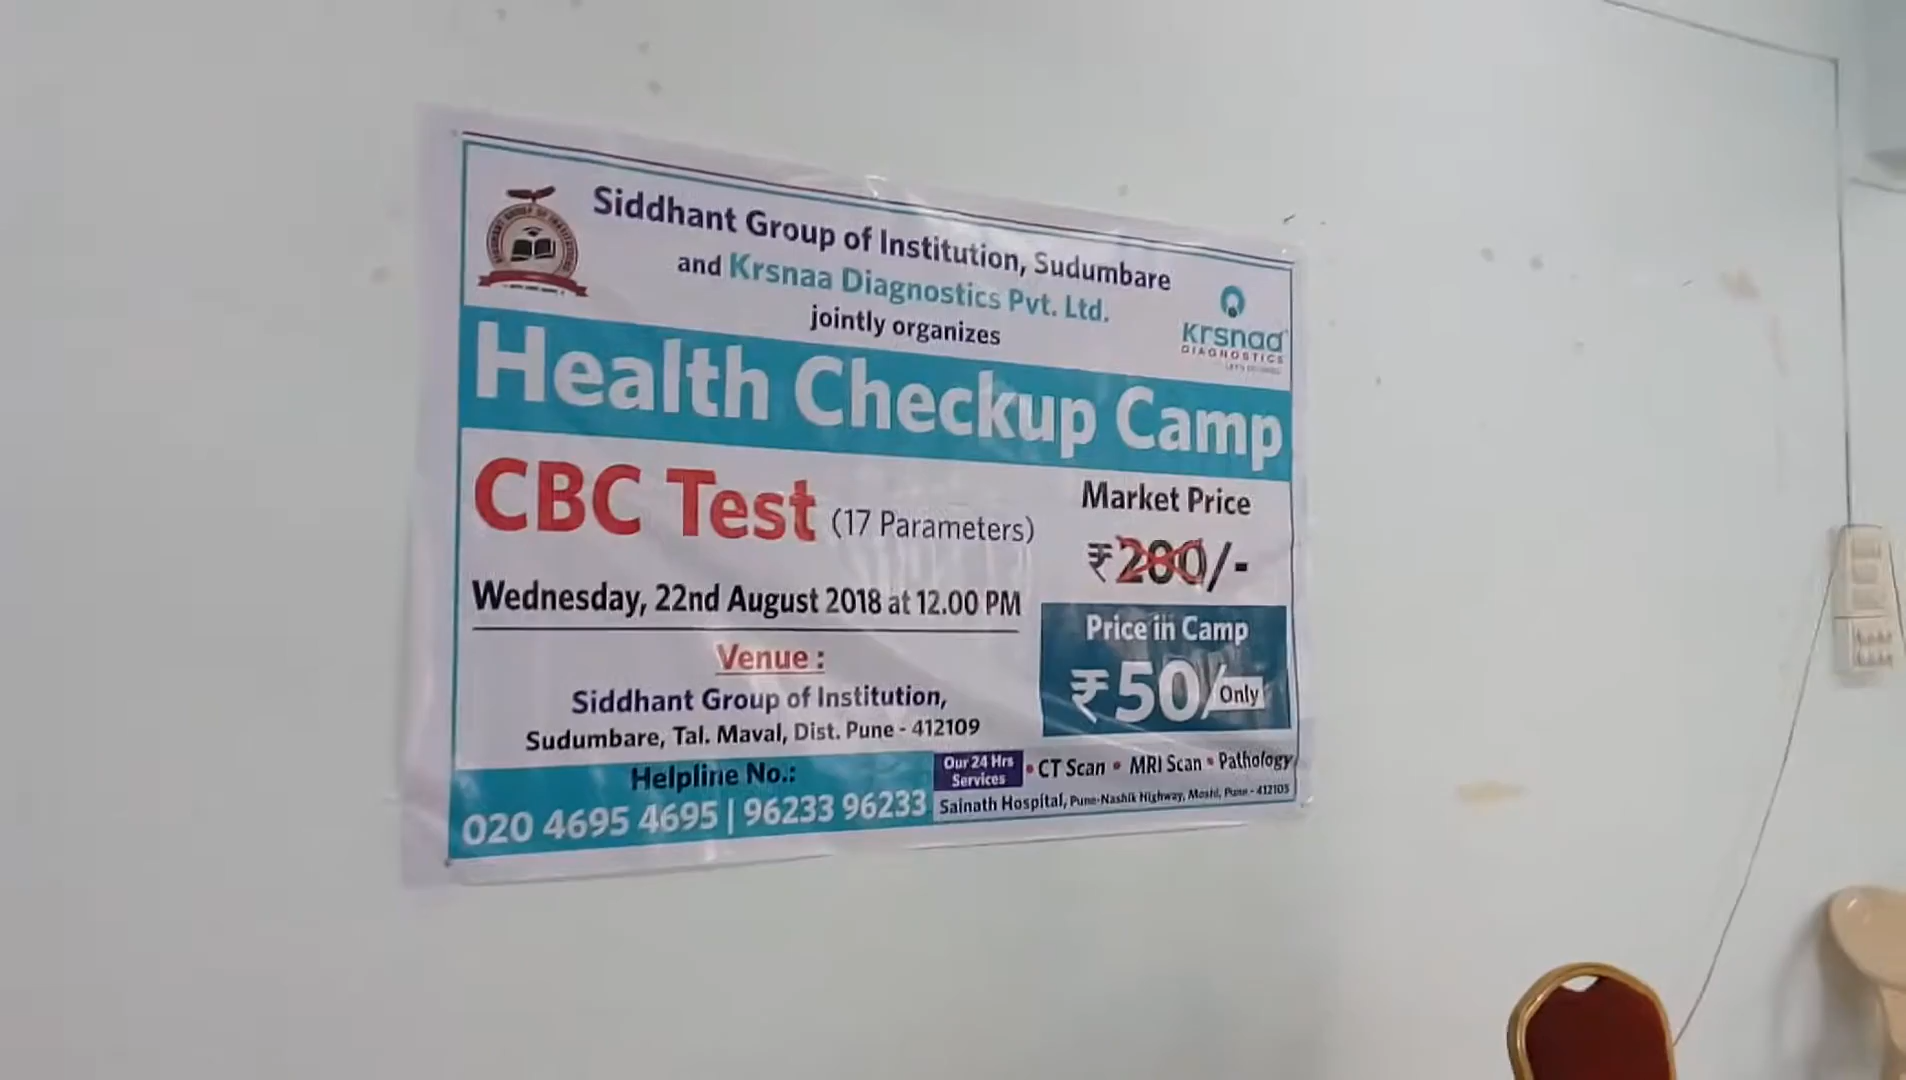 Siddhant Group of Institution, Sudumbare
and Krsnaa Diagnostics Pvt. Ltd.
jointly organizes
Krsnaa
DIAGNOSTICS
Health Checkup Camp
CBC Test (17 Parameters)
Market Price
₹200/-
Wednesday, 22nd August 2018 at 12.00 PM
Price in Camp
₹50/ Only
Venue :
Siddhant Group of Institution,
Sudumbare, Tal. Maval, Dist. Pune - 412109
Helpline No.:
020 4695 4695 | 96233 96233
Our 24 Hrs Services • CT Scan • MRI Scan • Pathology
Sainath Hospital, Pune-Nashik Highway, Moshi, Pune - 412105